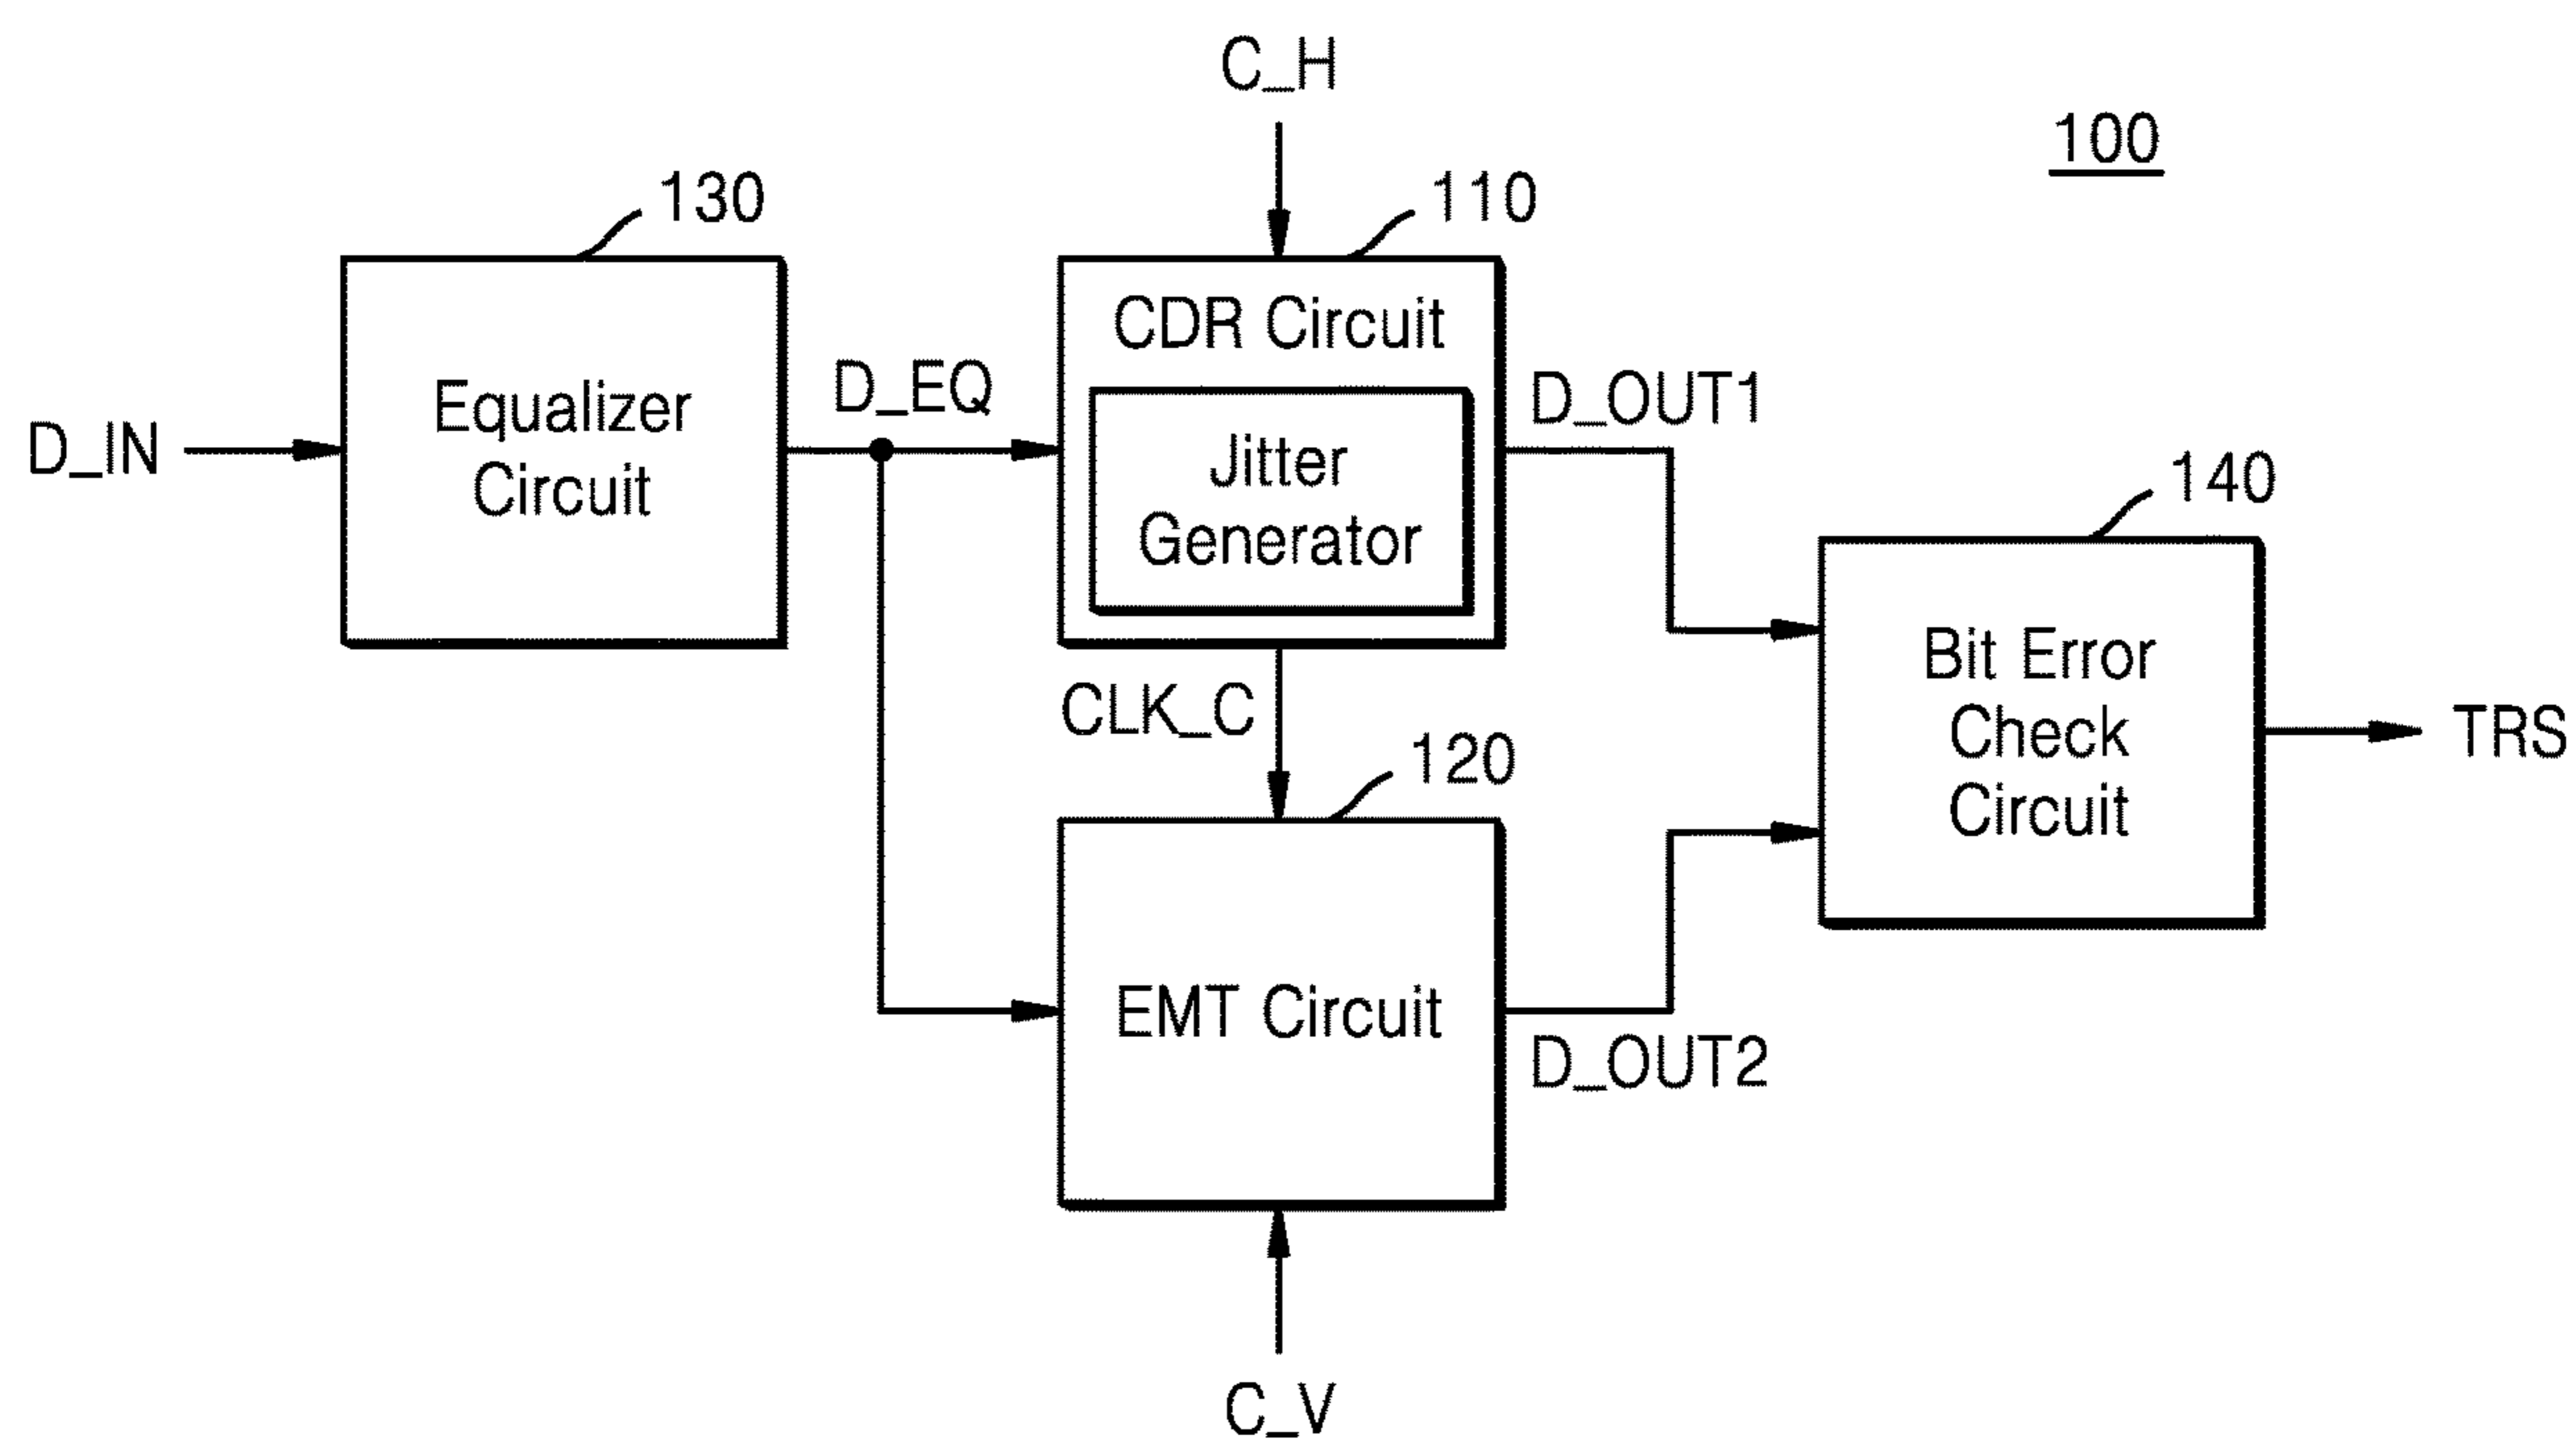 C_H
100
130
110
CDR Circuit
D_IN
Equalizer
Circuit
D_EQ
Jitter
Generator
D_OUT1
140
CLK_C
120
Bit Error
Check
Circuit
TRS
EMT Circuit
D_OUT2
C_V